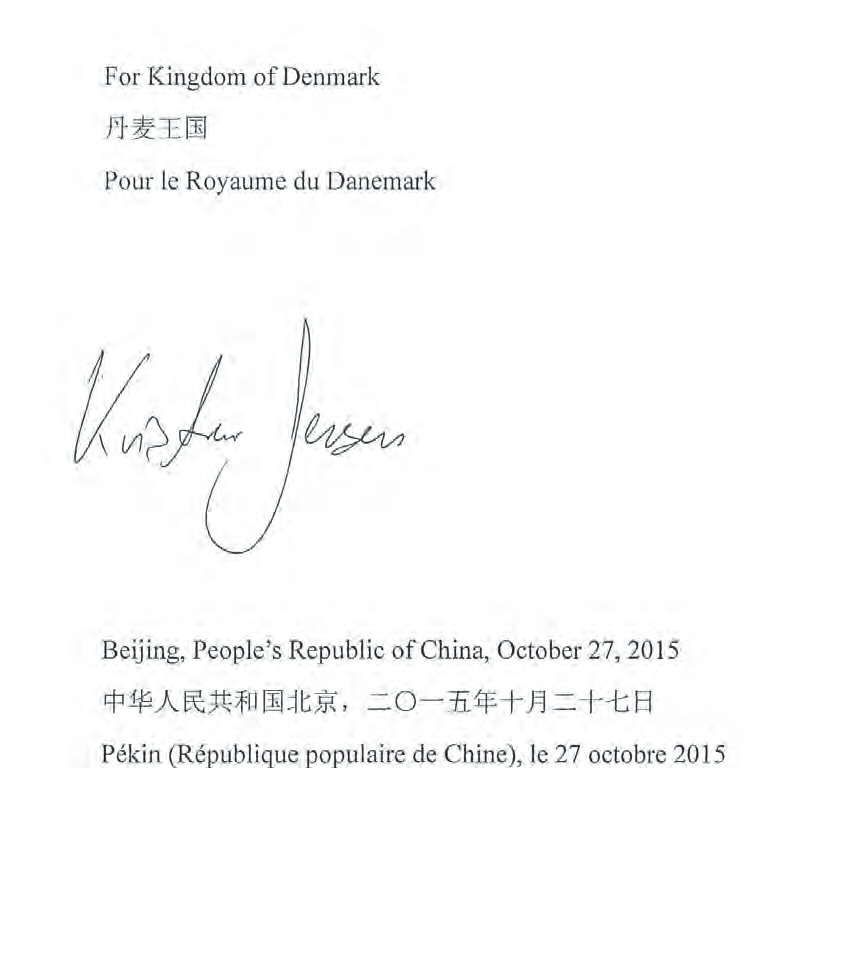 For Kingdom of Denmark
丹麦王国
Pour le Royaume du Danemark
Kristian Jensen
Beijing, People's Republic of China, October 27, 2015
中华人民共和国北京，二〇一五年十月二十七日
Pékin (République populaire de Chine), le 27 octobre 2015